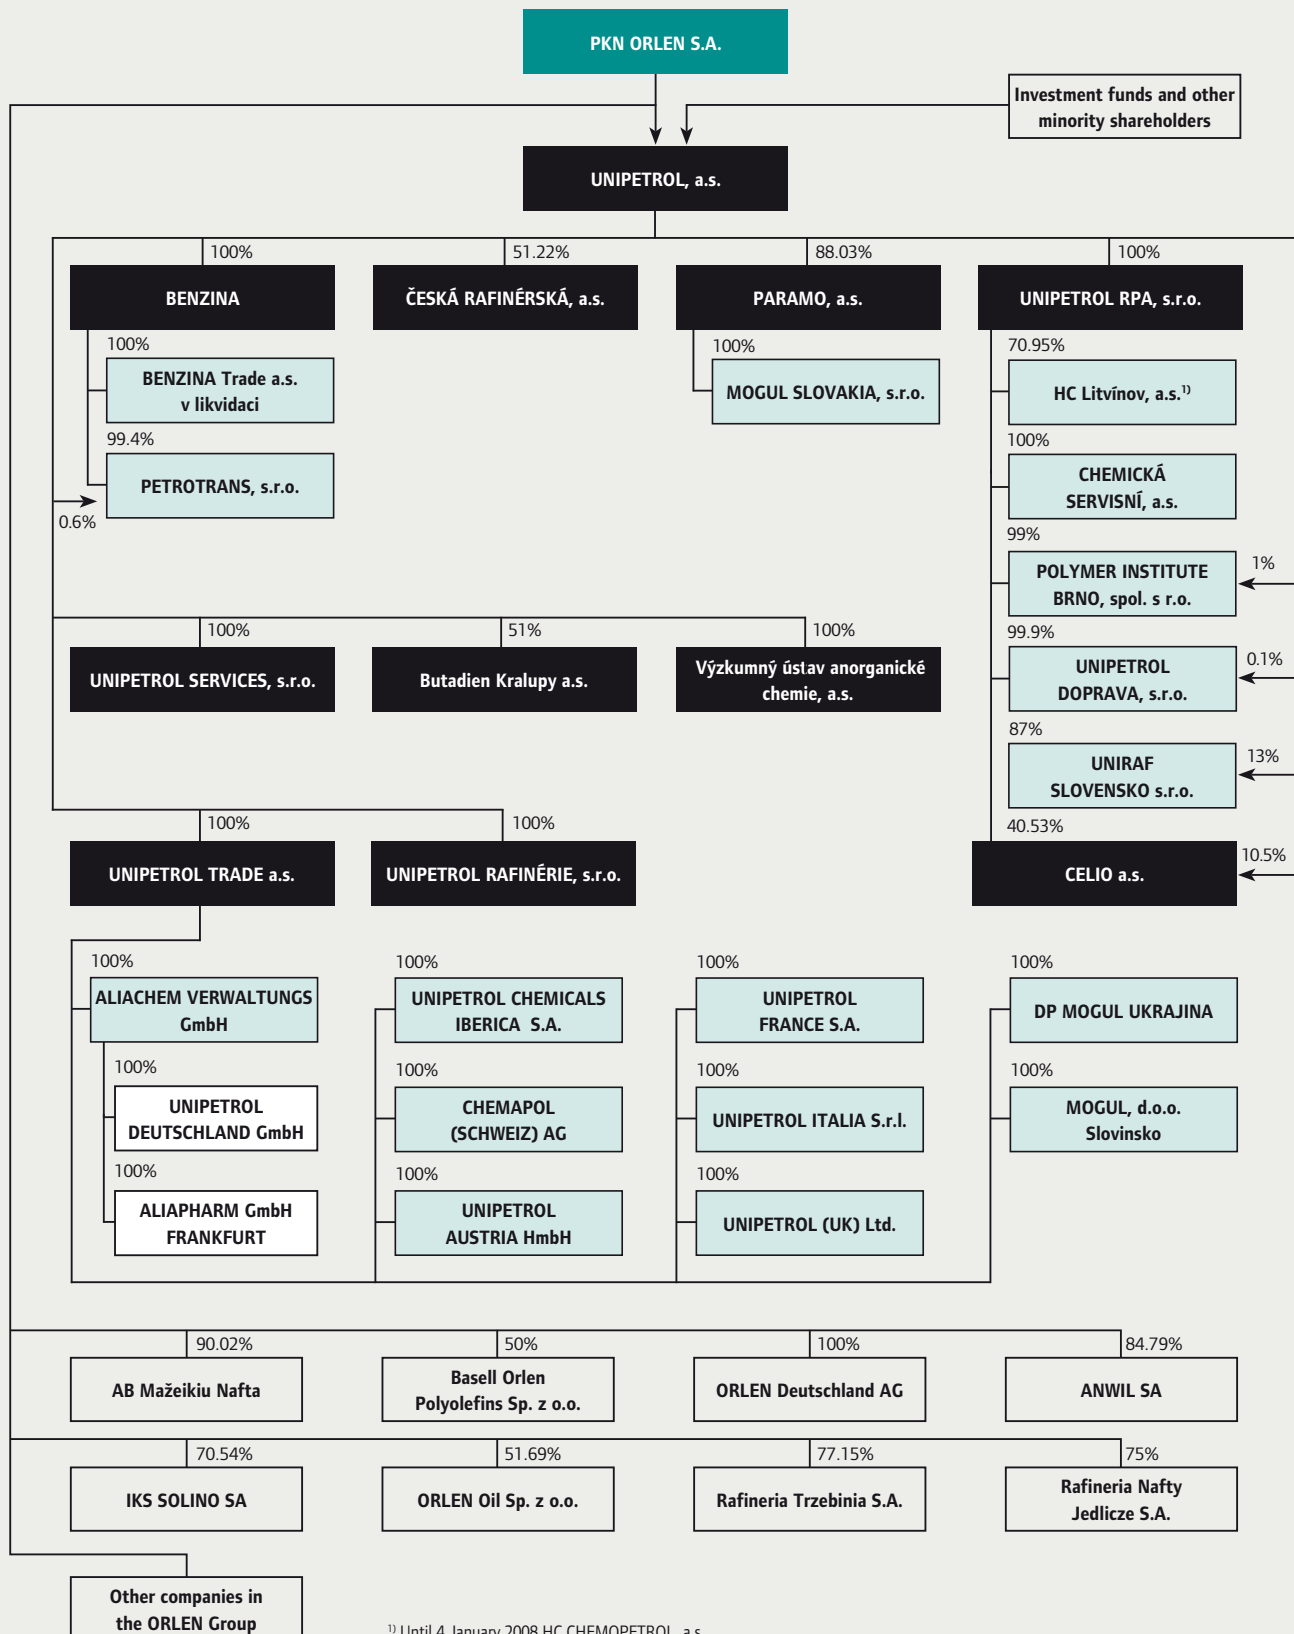 PKN ORLEN S.A.
Investment funds and other
minority shareholders
UNIPETROL, a.s.
100%
51.22%
88.03%
100%
BENZINA
ČESKÁ RAFINÉRSKÁ, a.s.
PARAMO, a.s.
UNIPETROL RPA, s.r.o.
100%
BENZINA Trade a.s.
v likvidaci
99.4%
PETROTRANS, s.r.o.
0.6%
100%
MOGUL SLOVAKIA, s.r.o.
70.95%
HC Litvínov, a.s.1)
100%
CHEMICKÁ
SERVISNÍ, a.s.
99%
POLYMER INSTITUTE
BRNO, spol. s r.o.
1%
99.9%
UNIPETROL
DOPRAVA, s.r.o.
0.1%
87%
UNIRAF
SLOVENSKO s.r.o.
13%
40.53%
CELIO a.s.
10.5%
100%
51%
100%
UNIPETROL SERVICES, s.r.o.
Butadien Kralupy a.s.
Výzkumný ústav anorganické
chemie, a.s.
100%
100%
UNIPETROL TRADE a.s.
UNIPETROL RAFINÉRIE, s.r.o.
100%
ALIACHEM VERWALTUNGS
GmbH
100%
UNIPETROL
DEUTSCHLAND GmbH
100%
ALIAPHARM GmbH
FRANKFURT
100%
UNIPETROL CHEMICALS
IBERICA S.A.
100%
CHEMAPOL
(SCHWEIZ) AG
100%
UNIPETROL
AUSTRIA HmbH
100%
UNIPETROL
FRANCE S.A.
100%
UNIPETROL ITALIA S.r.l.
100%
UNIPETROL (UK) Ltd.
100%
DP MOGUL UKRAJINA
100%
MOGUL, d.o.o.
Slovinsko
90.02%
50%
100%
84.79%
AB Mažeikiu Nafta
Basell Orlen
Polyolefins Sp. z o.o.
ORLEN Deutschland AG
ANWIL SA
70.54%
51.69%
77.15%
75%
IKS SOLINO SA
ORLEN Oil Sp. z o.o.
Rafineria Trzebinia S.A.
Rafineria Nafty
Jedlicze S.A.
Other companies in
the ORLEN Group
1) Until 4 January 2008 HC CHEMOPETROL, a.s.